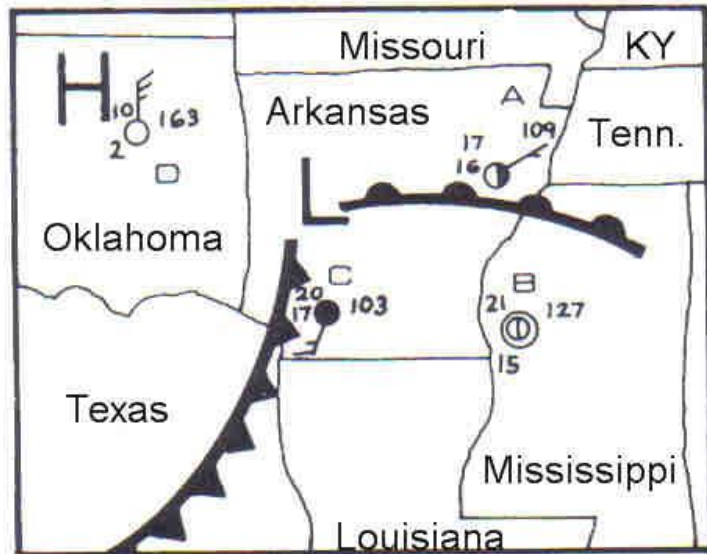 Missouri
KY
H
10
163
2
D
Oklahoma
Arkansas
A
17
109
16
Tenn.
L
C
20
103
17
B
21
127
15
Texas
Mississippi
Louisiana